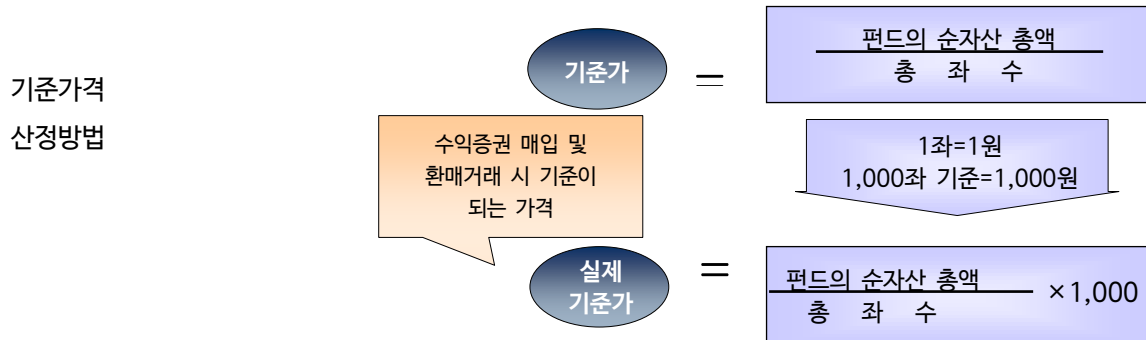 기준가격
산정방법
기준가
=
펀드의 순자산 총액
총 좌 수
수익증권 매입 및
환매거래 시 기준이
되는 가격
1좌=1원
1,000좌 기준=1,000원
실제
기준가
=
펀드의 순자산 총액
총 좌 수
×1,000